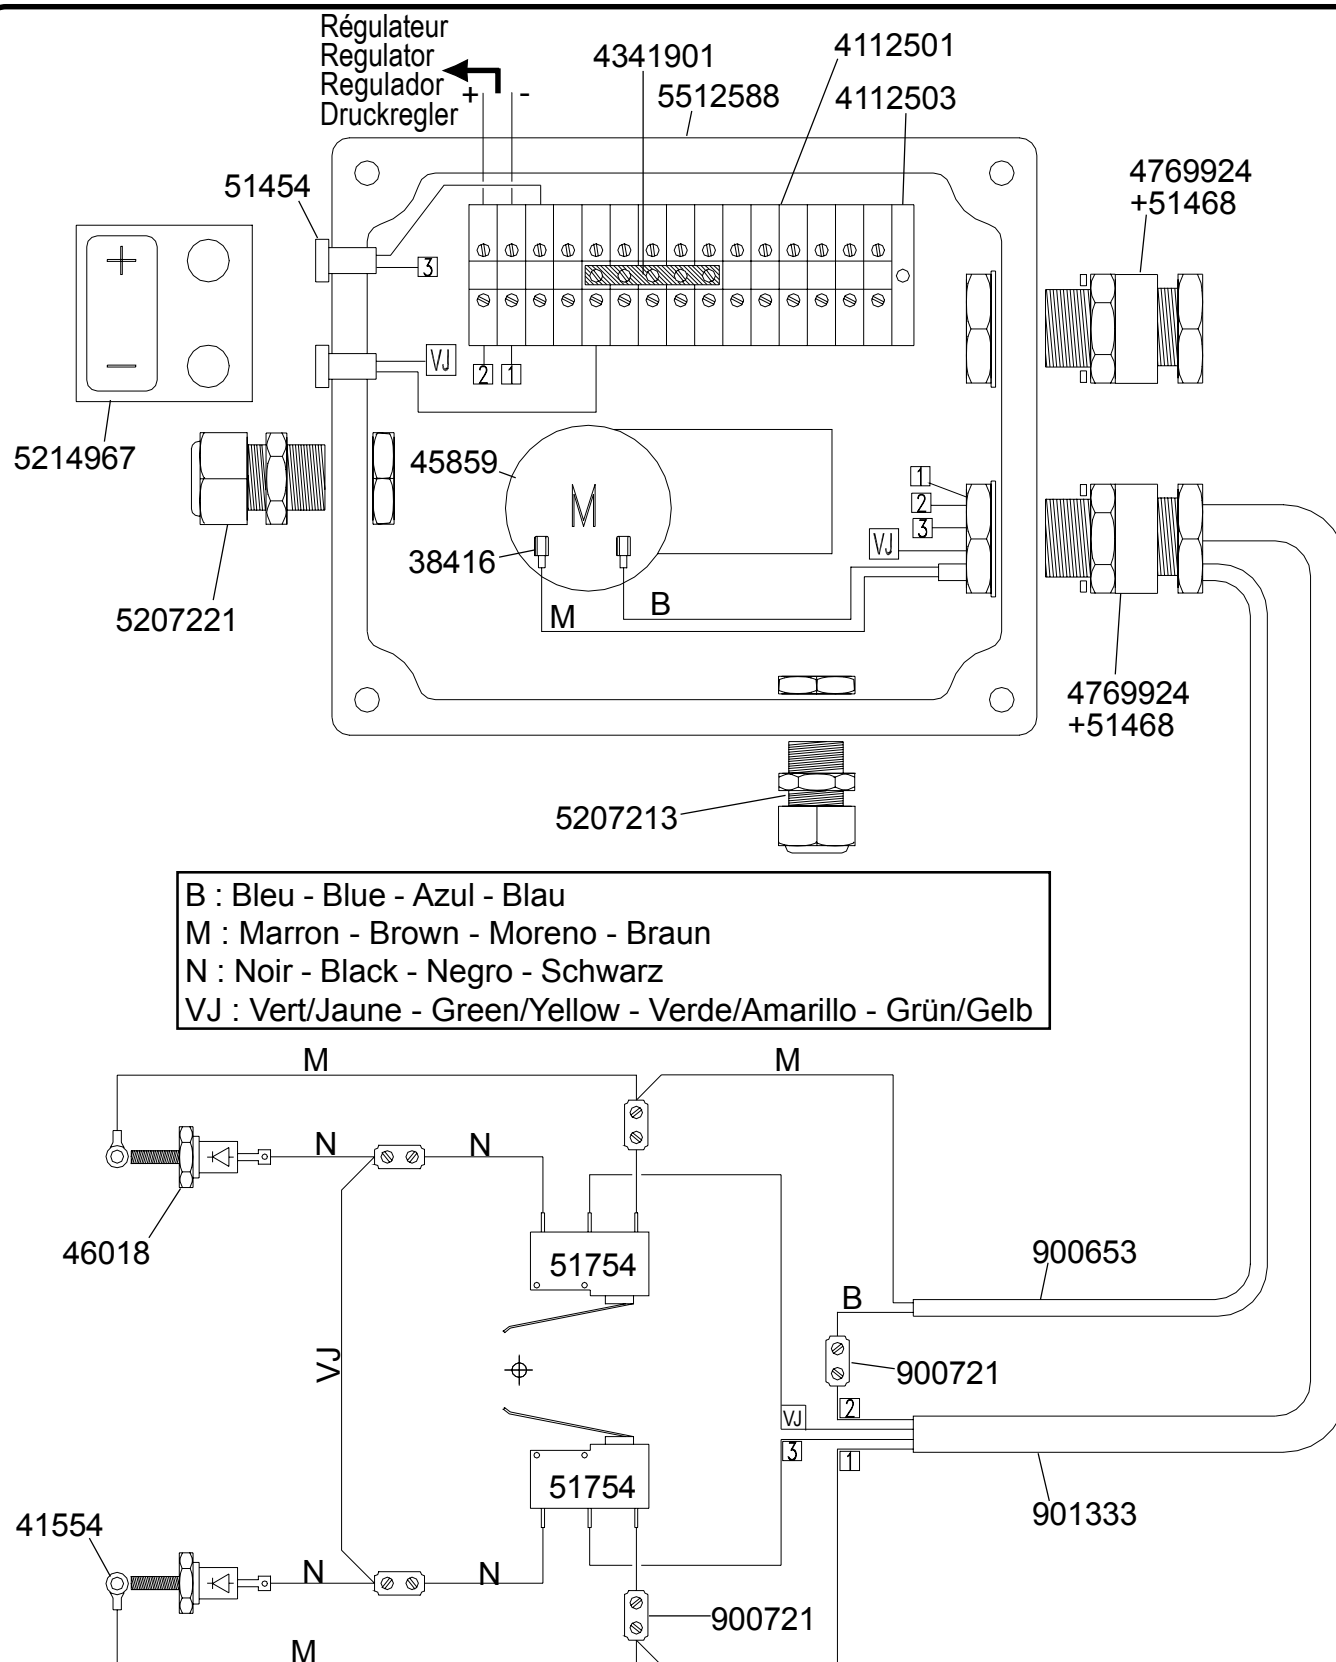 Régulateur
Regulator
Regulador
Druckregler
+ -
4341901
4112501
5512588
4112503
51454
4769924
+51468
+
3
−
VJ
2 1
5214967
45859
M
1
2
3
VJ
38416
5207221
M
B
4769924
+51468
5207213
B : Bleu - Blue - Azul - Blau
M : Marron - Brown - Moreno - Braun
N : Noir - Black - Negro - Schwarz
VJ : Vert/Jaune - Green/Yellow - Verde/Amarillo - Grün/Gelb
M
M
N
N
46018
51754
900653
B
VJ
900721
2
VJ
3
1
51754
901333
41554
N
N
900721
M